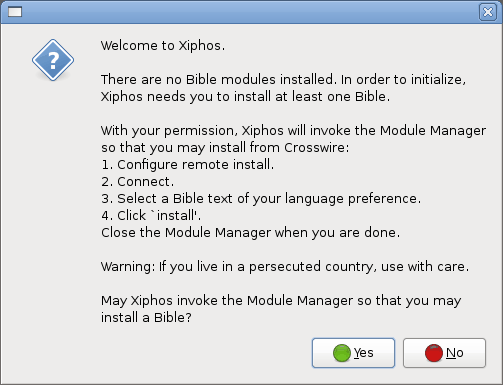 Welcome to Xiphos.
There are no Bible modules installed. In order to initialize,
Xiphos needs you to install at least one Bible.
With your permission, Xiphos will invoke the Module Manager
so that you may install from Crosswire:
1. Configure remote install.
2. Connect.
3. Select a Bible text of your language preference.
4. Click `install'.
Close the Module Manager when you are done.
Warning: If you live in a persecuted country, use with care.
May Xiphos invoke the Module Manager so that you may
install a Bible?
Yes No